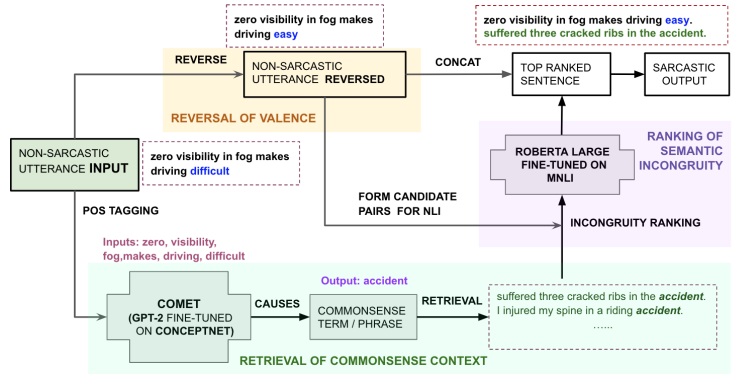 zero visibility in fog makes
driving easy
zero visibility in fog makes driving easy.
suffered three cracked ribs in the accident.
REVERSE
NON-SARCASTIC
UTTERANCE REVERSED
CONCAT
TOP RANKED
SENTENCE
SARCASTIC
OUTPUT
REVERSAL OF VALENCE
NON-SARCASTIC
UTTERANCE INPUT
zero visibility in fog makes
driving difficult
ROBERTA LARGE
FINE-TUNED ON
MNLI
RANKING OF
SEMANTIC
INCONGRUITY
POS TAGGING
FORM CANDIDATE
PAIRS FOR NLI
INCONGRUITY RANKING
Inputs: zero, visibility,
fog,makes, driving, difficult
Output: accident
COMET
(GPT-2 FINE-TUNED
ON CONCEPTNET)
CAUSES
COMMONSENSE
TERM / PHRASE
RETRIEVAL
suffered three cracked ribs in the accident.
I injured my spine in a riding accident.
…...
RETRIEVAL OF COMMONSENSE CONTEXT